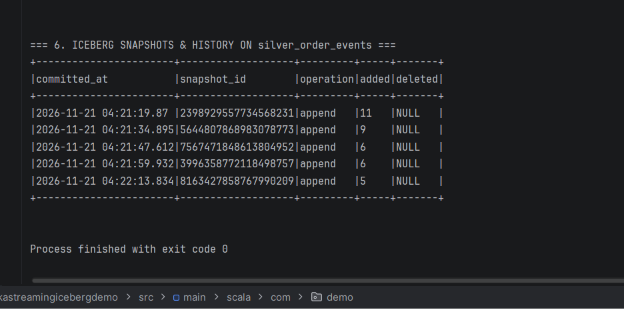 === 6. ICEBERG SNAPSHOTS & HISTORY ON silver_order_events ===
+----------------------+-------------------+---------+-----+-------+
|committed_at          |snapshot_id        |operation|added|deleted|
+----------------------+-------------------+---------+-----+-------+
|2026-11-21 04:21:19.87 |2398929557734568231|append   |11   |NULL   |
|2026-11-21 04:21:34.895|5644807868983078773|append   |9    |NULL   |
|2026-11-21 04:21:47.612|7567471848613804952|append   |6    |NULL   |
|2026-11-21 04:21:59.932|3996358772118498757|append   |6    |NULL   |
|2026-11-21 04:22:13.834|8163427858767990209|append   |5    |NULL   |
+----------------------+-------------------+---------+-----+-------+
Process finished with exit code 0
kastreamingicebergdemo > src > main > scala > com > demo